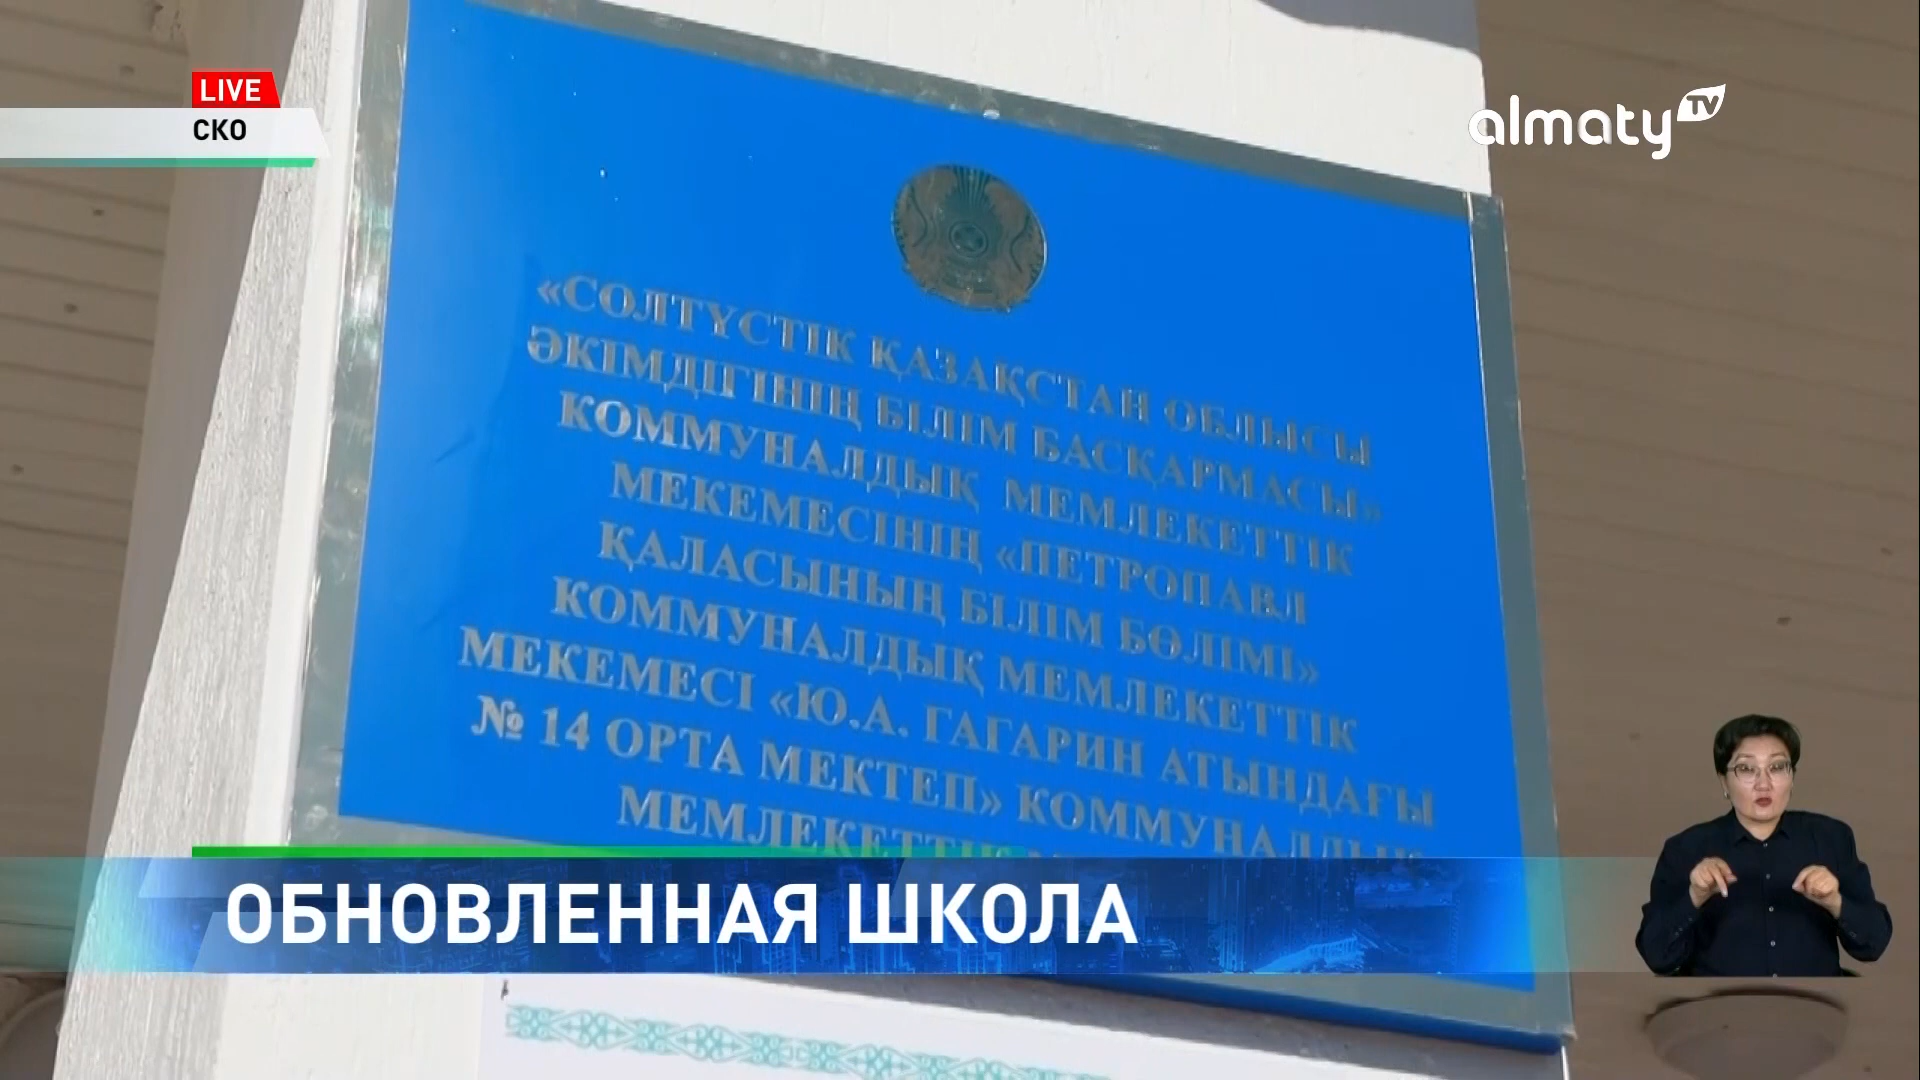 LIVE
СКО
almaty TV
«СОЛТҮСТІК ҚАЗАҚСТАН ОБЛЫСЫ
ӘКІМДІГІНІҢ БІЛІМ БАСҚАРМАСЫ»
КОММУНАЛДЫҚ МЕМЛЕКЕТТІК
МЕКЕМЕСІНІҢ «ПЕТРОПАВЛ
ҚАЛАСЫНЫҢ БІЛІМ БӨЛІМІ»
КОММУНАЛДЫҚ МЕМЛЕКЕТТІК
МЕКЕМЕСІ «Ю.А. ГАГАРИН АТЫНДАҒЫ
№ 14 ОРТА МЕКТЕП» КОММУНАЛДЫҚ
МЕМЛЕКЕТТІК
ОБНОВЛЕННАЯ ШКОЛА